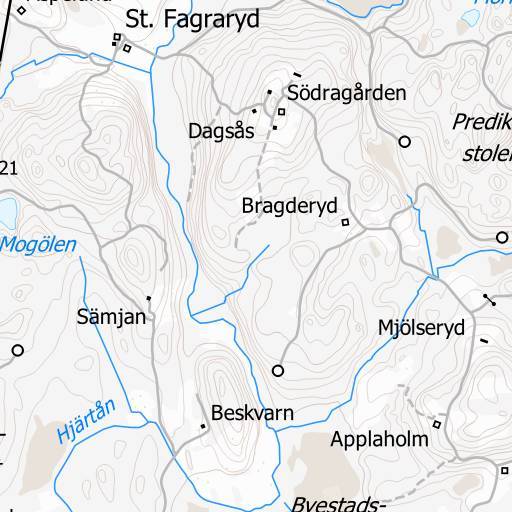 St. Fagraryd
Södragården
Dagsås
Predik
stolen
21
Bragderyd
Mogölen
Sämjan
Mjölseryd
Hjärtån
Beskvarn
Applaholm
Byestads-